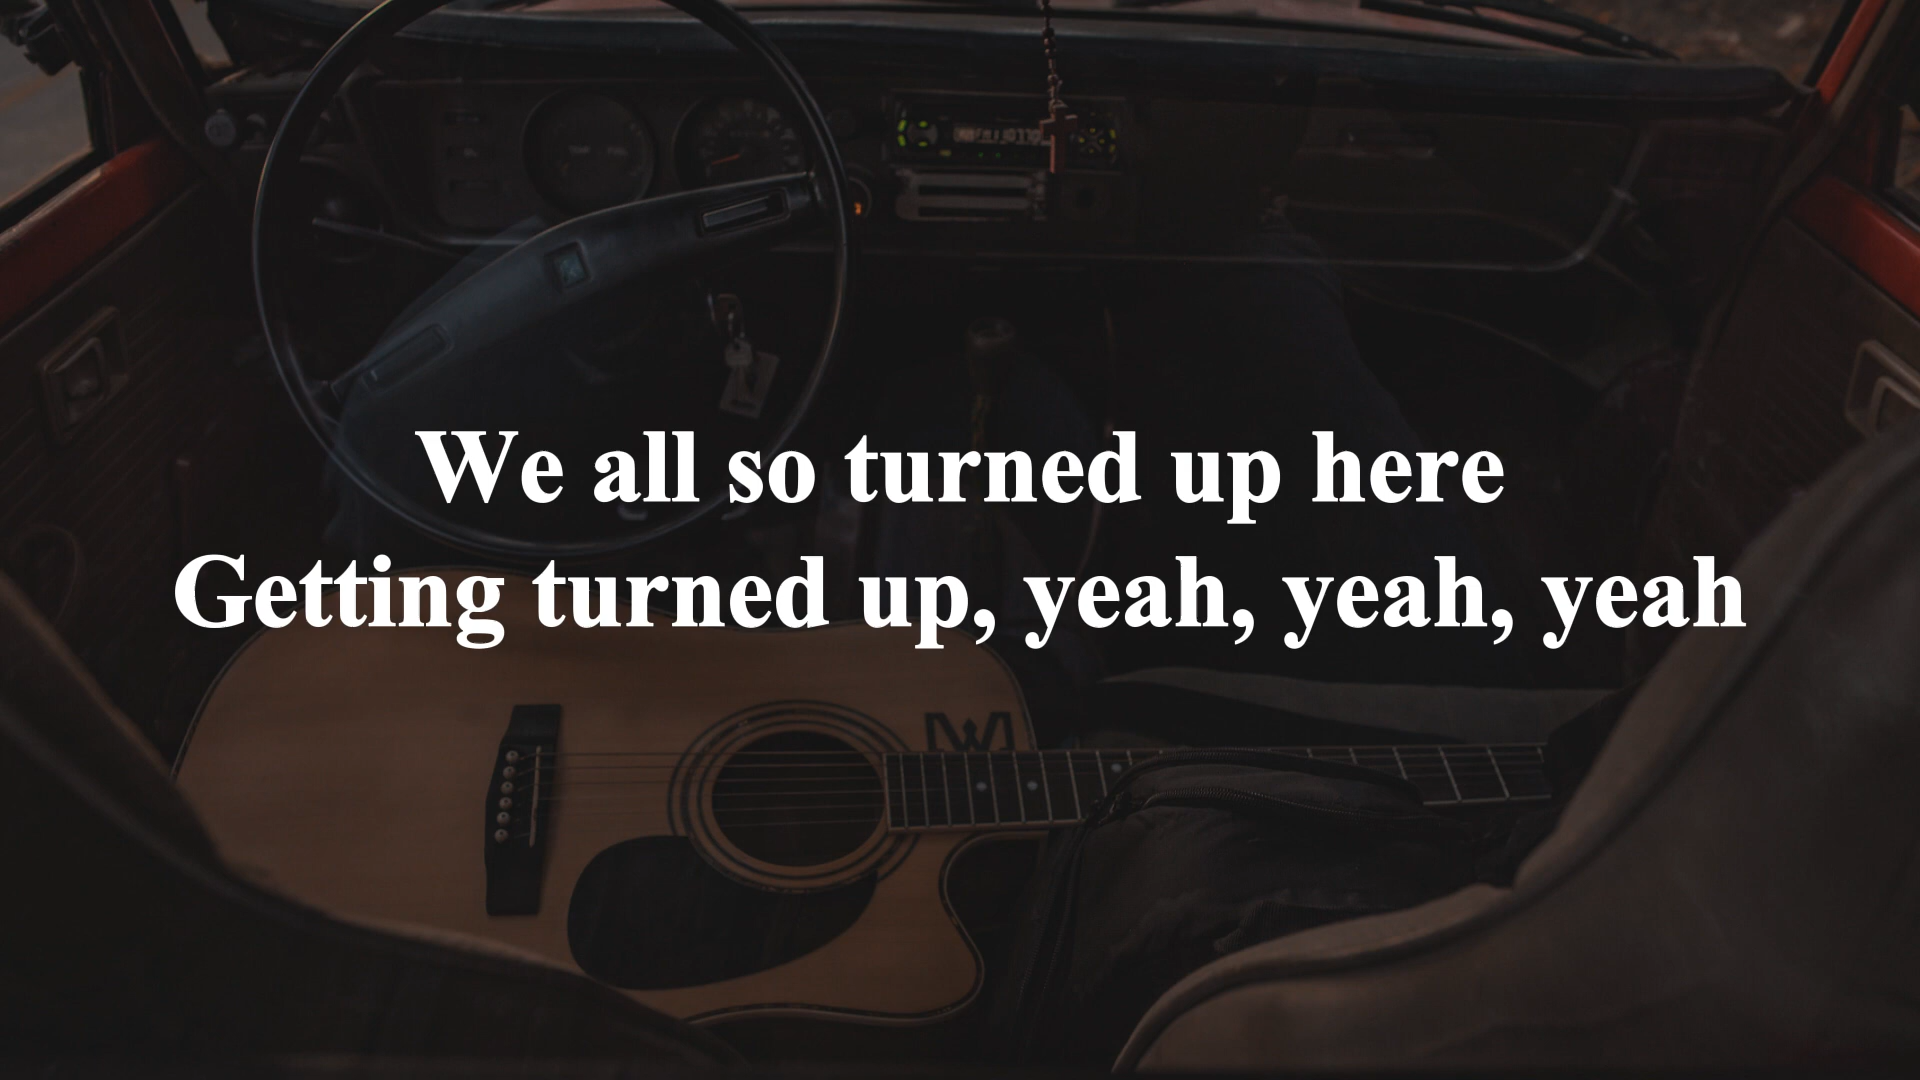 We all so turned up here
Getting turned up, yeah, yeah, yeah